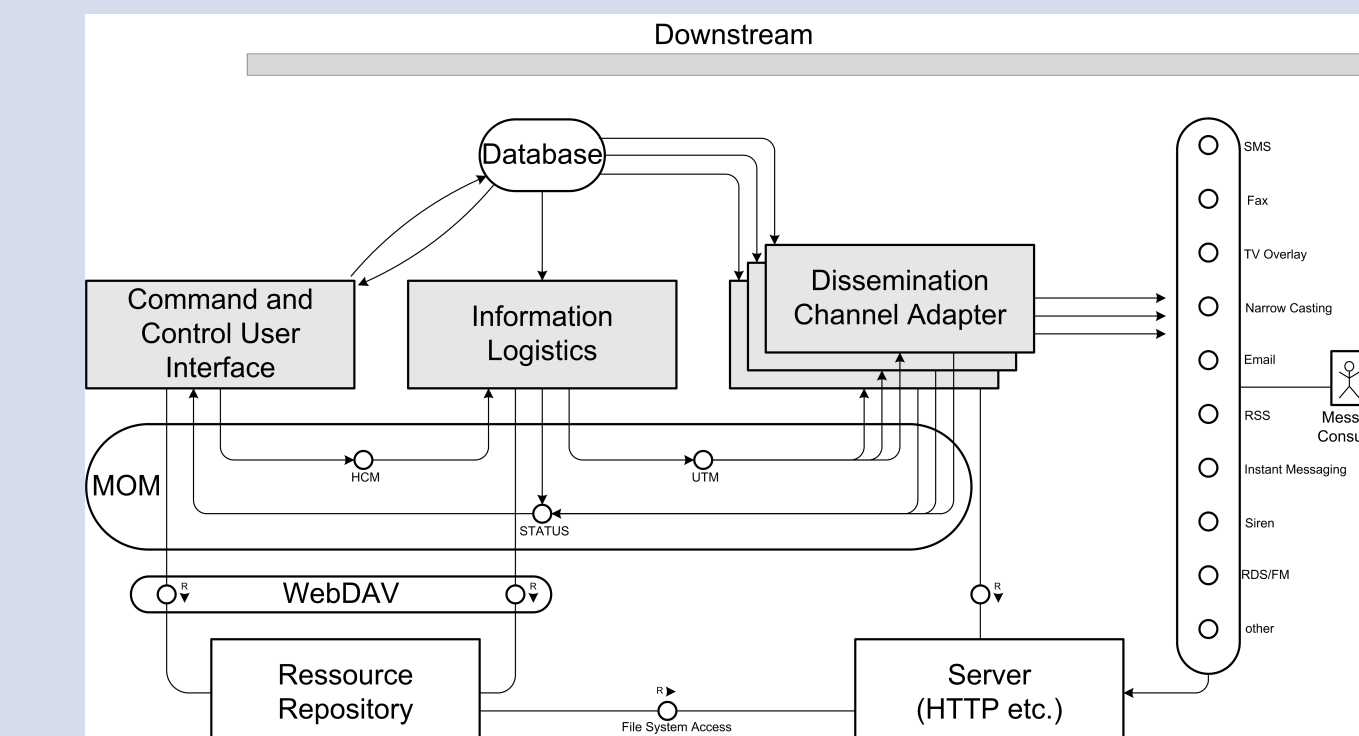 Downstream
Database
SMS
Fax
TV Overlay
Narrow Casting
Email
RSS
Instant Messaging
Siren
RDS/FM
other
Command and
Control User
Interface
Information
Logistics
Dissemination
Channel Adapter
Mess
Consu
MOM
HCM
UTM
STATUS
WebDAV
R
R
R
Ressource
Repository
R
File System Access
Server
(HTTP etc.)